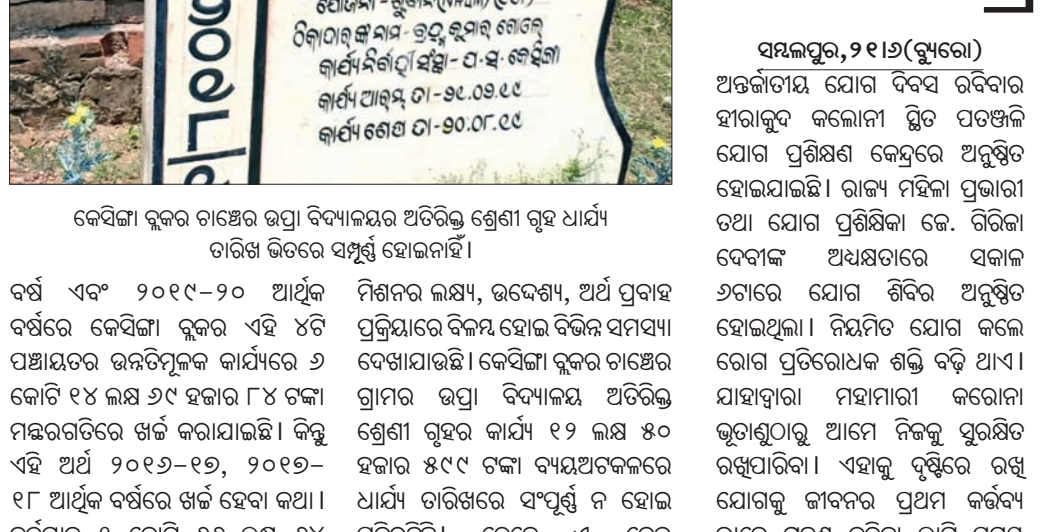 ଠିକାଦାରଙ୍କ ନାମ - ବ୍ରହ୍ମ କୁମାର ଗୋଏଲ
କାର୍ଯ୍ୟନିର୍ବାହୀ ସଂସ୍ଥା - ପ.ସ. କେସିଙ୍ଗା
କାର୍ଯ୍ୟ ଆରମ୍ଭ ତା-
କାର୍ଯ୍ୟ ଶେଷ ତା-
କେସିଙ୍ଗା ବ୍ଲକର ଚାଞ୍ଚେର ଉପ୍ରା ବିଦ୍ୟାଳୟର ଅତିରିକ୍ତ ଶ୍ରେଣୀ ଗୃହ ଧାର୍ଯ୍ୟ
ତାରିଖ ଭିତରେ ସମ୍ପୂର୍ଣ୍ଣ ହୋଇନାହିଁ।
ବର୍ଷ ଏବଂ ୨୦୧୯-୨୦ ଆର୍ଥିକ
ବର୍ଷରେ କେସିଙ୍ଗା ବ୍ଲକର ଏହି ୪ଟି
ପଞ୍ଚାୟତର ଉନ୍ନତିମୂଳକ କାର୍ଯ୍ୟରେ ୬
କୋଟି ୧୪ ଲକ୍ଷ ୬୯ ହଜାର ୮୪ ଟଙ୍କା
ମନ୍ଥରଗତିରେ ଖର୍ଚ୍ଚ କରାଯାଇଛି। କିନ୍ତୁ
ଏହି ଅର୍ଥ ୨୦୧୬-୧୭, ୨୦୧୭-
୧୮ ଆର୍ଥିକ ବର୍ଷରେ ଖର୍ଚ୍ଚ ହେବା କଥା।
ମିଶନର ଲକ୍ଷ୍ୟ, ଉଦ୍ଦେଶ୍ୟ, ଅର୍ଥ ପ୍ରବାହ
ପ୍ରକ୍ରିୟାରେ ବିଳମ୍ବ ହୋଇ ବିଭିନ୍ନ ସମସ୍ୟା
ଦେଖାଯାଉଛି। କେସିଙ୍ଗା ବ୍ଲକର ଚାଞ୍ଚେର
ଗ୍ରାମର ଉପ୍ରା ବିଦ୍ୟାଳୟ ଅତିରିକ୍ତ
ଶ୍ରେଣୀ ଗୃହର କାର୍ଯ୍ୟ ୧୨ ଲକ୍ଷ ୫୦
ହଜାର ୫୯୯ ଟଙ୍କା ବ୍ୟୟଅଟକଳରେ
ଧାର୍ଯ୍ୟ ତାରିଖରେ ସଂପୂର୍ଣ୍ଣ ନ ହୋଇ
ସମ୍ବଲପୁର,୨୧।୬(ବ୍ୟୁରୋ)
ଅନ୍ତର୍ଜାତୀୟ ଯୋଗ ଦିବସ ରବିବାର
ହୀରାକୁଦ କଲୋନୀ ସ୍ଥିତ ପତଞ୍ଜଳି
ଯୋଗ ପ୍ରଶିକ୍ଷଣ କେନ୍ଦ୍ରରେ ଅନୁଷ୍ଠିତ
ହୋଇଯାଇଛି। ରାଜ୍ୟ ମହିଳା ପ୍ରଭାରୀ
ତଥା ଯୋଗ ପ୍ରଶିକ୍ଷିକା ଜେ. ଗିରିଜା
ଦେବୀଙ୍କ ଅଧ୍ୟକ୍ଷତାରେ ସକାଳ
୬ଟାରେ ଯୋଗ ଶିବିର ଅନୁଷ୍ଠିତ
ହୋଇଥିଲା। ନିୟମିତ ଯୋଗ କଲେ
ରୋଗ ପ୍ରତିରୋଧକ ଶକ୍ତି ବଢ଼ି ଥାଏ।
ଯାହାଦ୍ୱାରା ମହାମାରୀ କରୋନା
ଭୂତାଣୁଠାରୁ ଆମେ ନିଜକୁ ସୁରକ୍ଷିତ
ରଖିପାରିବା। ଏହାକୁ ଦୃଷ୍ଟିରେ ରଖି
ଯୋଗକୁ ଜୀବନର ପ୍ରଥମ କର୍ତ୍ତବ୍ୟ